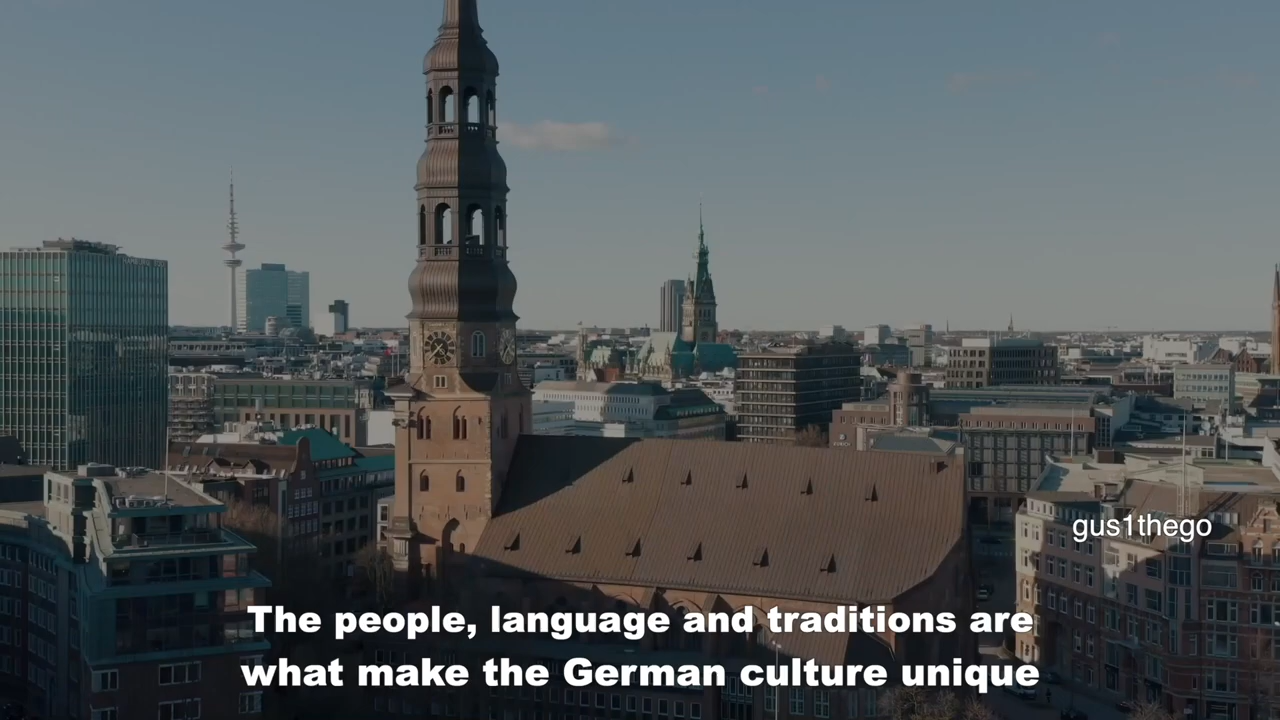 gus1thego
The people, language and traditions are
what make the German culture unique